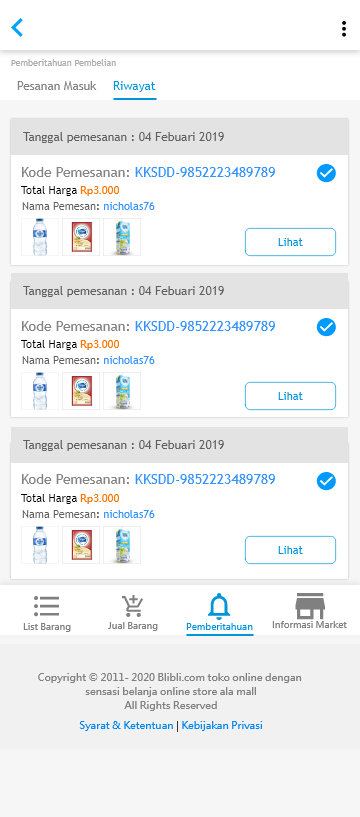 Pemberitahuan Pembelian
Pesanan Masuk Riwayat
Tanggal pemesanan : 04 Febuari 2019
Kode Pemesanan: KKSDD-9852223489789
Total Harga Rp3.000
Nama Pemesan: nicholas76
Lihat
Tanggal pemesanan : 04 Febuari 2019
Kode Pemesanan: KKSDD-9852223489789
Total Harga Rp3.000
Nama Pemesan: nicholas76
Lihat
Tanggal pemesanan : 04 Febuari 2019
Kode Pemesanan: KKSDD-9852223489789
Total Harga Rp3.000
Nama Pemesan: nicholas76
Lihat
List Barang Jual Barang Pemberitahuan Informasi Market
Copyright © 2011- 2020 Blibli.com toko online dengan
sensasi belanja online store ala mall
All Rights Reserved
Syarat & Ketentuan | Kebijakan Privasi